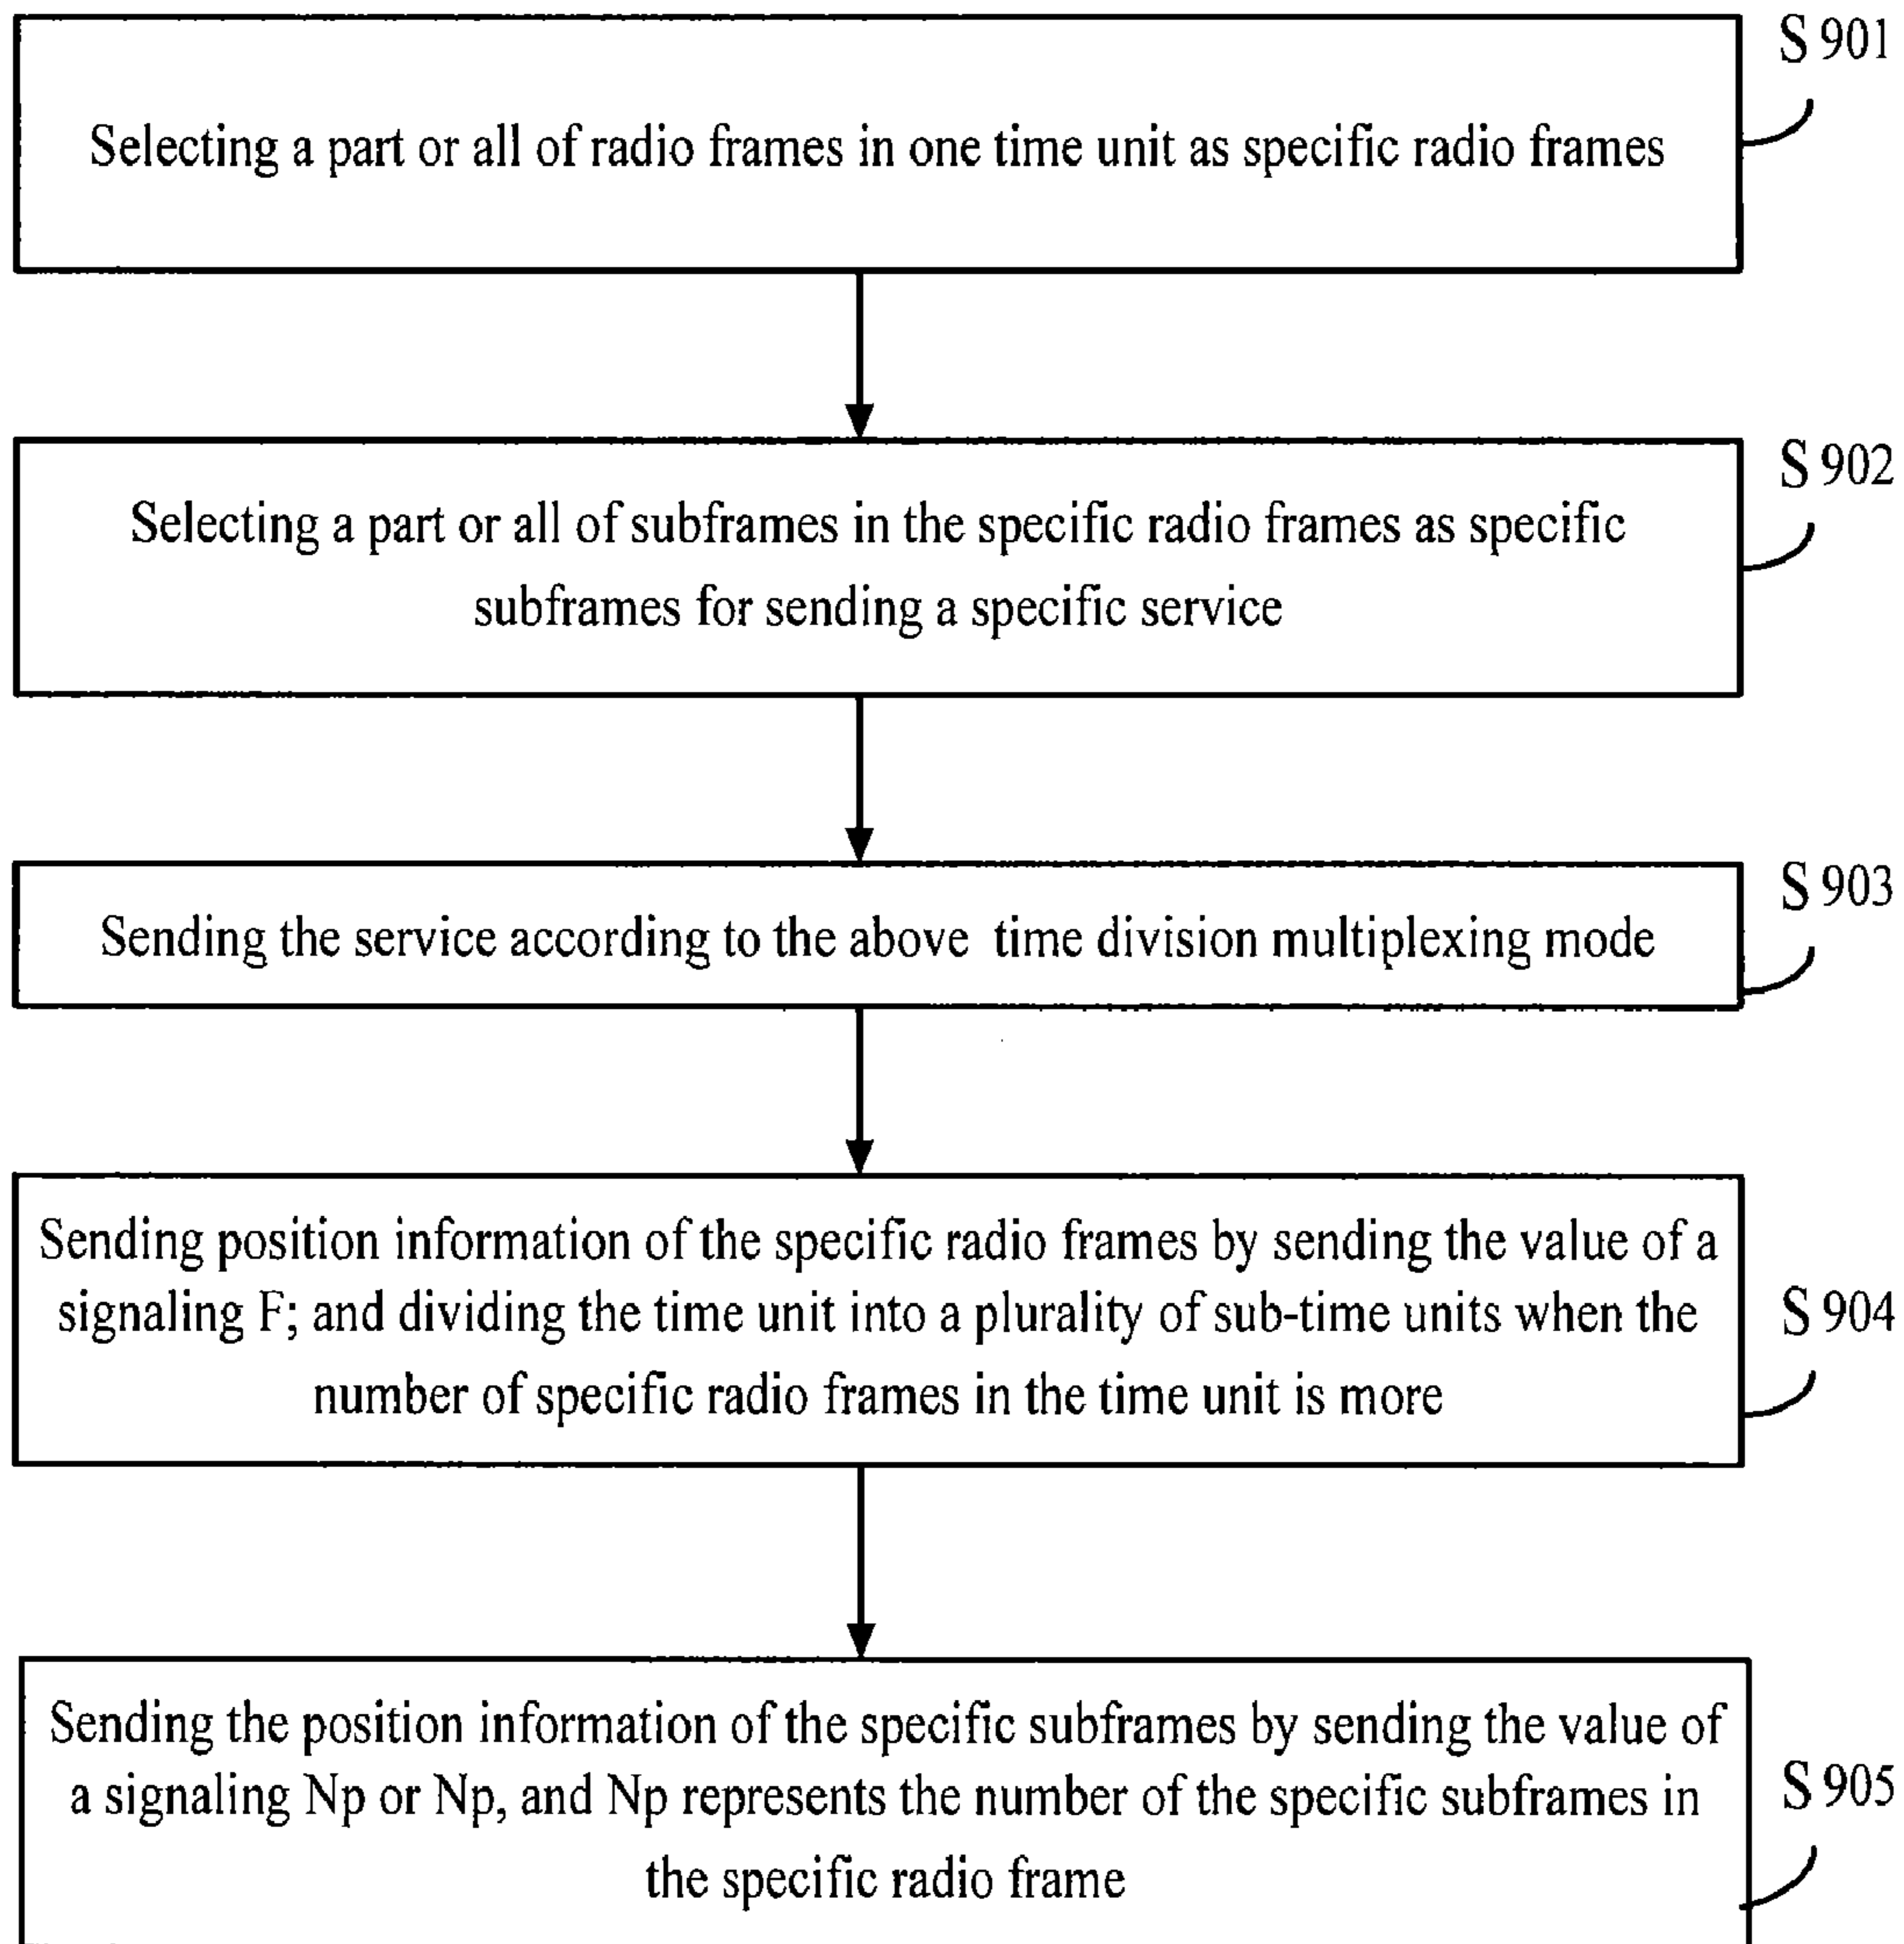 S 901
Selecting a part or all of radio frames in one time unit as specific radio frames
S 902
Selecting a part or all of subframes in the specific radio frames as specific
subframes for sending a specific service
S 903
Sending the service according to the above time division multiplexing mode
Sending position information of the specific radio frames by sending the value of a
signaling F; and dividing the time unit into a plurality of sub-time units when the
S 904
number of specific radio frames in the time unit is more
Sending the position information of the specific subframes by sending the value of
a signaling Np or Np, and Np represents the number of the specific subframes in
S 905
the specific radio frame